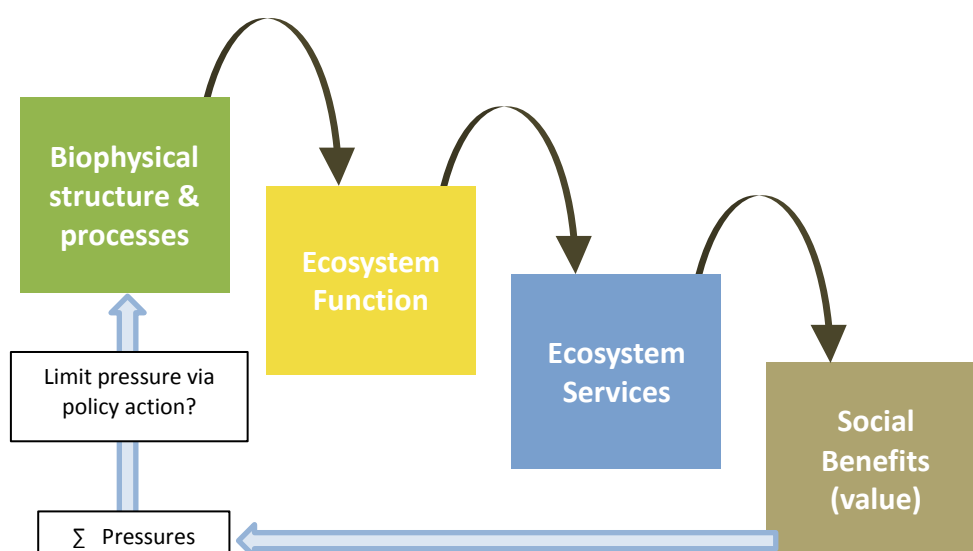 Biophysical
structure &
processes
Ecosystem
Function
Ecosystem
Services
Social
Benefits
(value)
Limit pressure via
policy action?
∑ Pressures